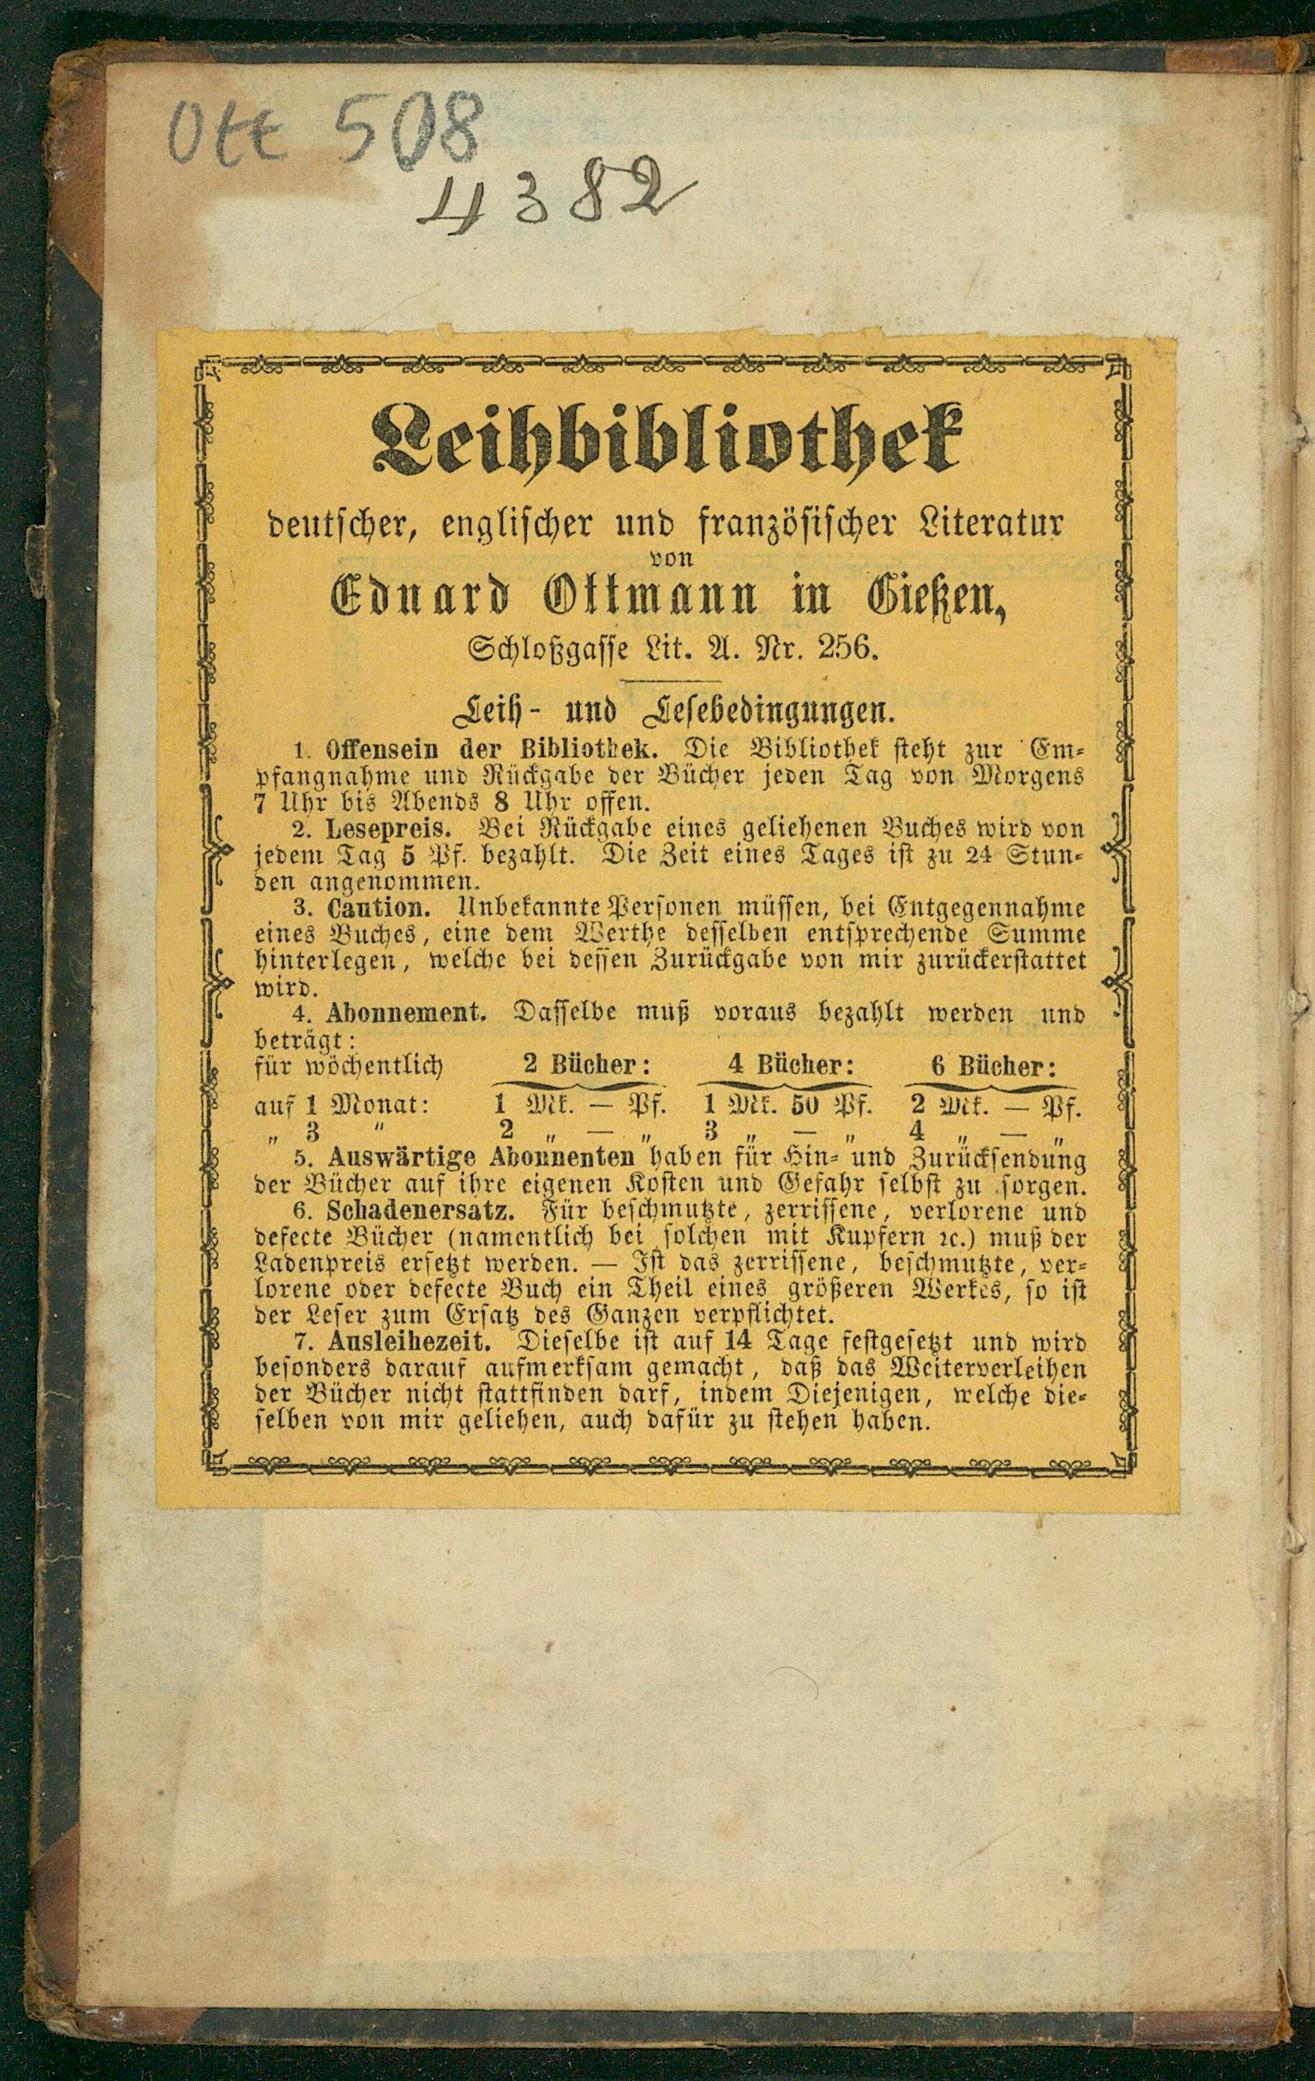 Ott 508
4382
Leihbibliothek
deutscher, englischer und französischer Literatur
von
Eduard Ottmann in Gießen,
Schloßgasse Lit. A. Nr. 256.
Leih- und Lesebedingungen.
1. Offensein der Bibliothek. Die Bibliothek steht zur Em-
pfangnahme und Rückgabe der Bücher jeden Tag von Morgens
7 Uhr bis Abends 8 Uhr offen.
2. Lesepreis. Bei Rückgabe eines geliehenen Buches wird von
jedem Tag 5 Pf. bezahlt. Die Zeit eines Tages ist zu 24 Stun-
den angenommen.
3. Caution. Unbekannte Personen müssen, bei Entgegennahme
eines Buches, eine dem Werthe desselben entsprechende Summe
hinterlegen, welche bei dessen Zurückgabe von mir zurückerstattet
wird.
4. Abonnement. Dasselbe muß voraus bezahlt werden und
beträgt:
für wöchentlich 2 Bücher: 4 Bücher: 6 Bücher:
auf 1 Monat: 1 Mk. — Pf. 1 Mk. 50 Pf. 2 Mk. — Pf.
„ 3 " 2 „ — „ 3 „ — „ 4 „ — „
5. Auswärtige Abonnenten haben für Hin- und Zurücksendung
der Bücher auf ihre eigenen Kosten und Gefahr selbst zu sorgen.
6. Schadenersatz. Für beschmutzte, zerrissene, verlorene und
defecte Bücher (namentlich bei solchen mit Kupfern ꝛc.) muß der
Ladenpreis ersetzt werden. — Ist das zerrissene, beschmutzte, ver-
lorene oder defecte Buch ein Theil eines größeren Werkes, so ist
der Leser zum Ersatz des Ganzen verpflichtet.
7. Ausleihezeit. Dieselbe ist auf 14 Tage festgesetzt und wird
besonders darauf aufmerksam gemacht, daß das Weiterverleihen
der Bücher nicht stattfinden darf, indem Diejenigen, welche die-
selben von mir geliehen, auch dafür zu stehen haben.